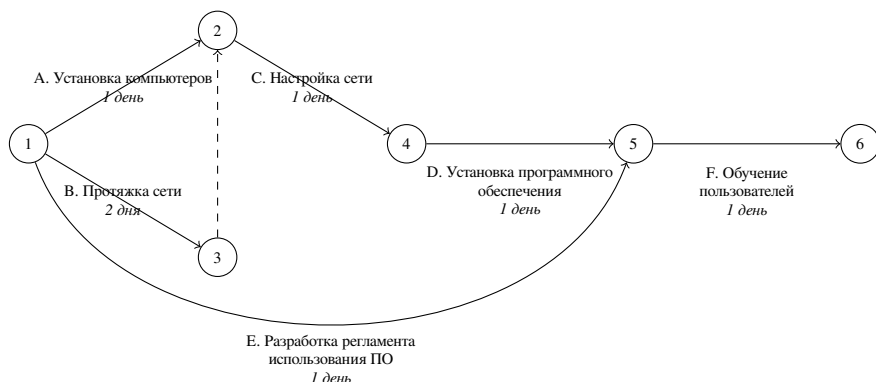 2
A. Установка компьютеров
1 день
C. Настройка сети
1 день
1
4
5
6
B. Протяжка сети
2 дня
D. Установка программного
обеспечения
1 день
F. Обучение
пользователей
1 день
3
E. Разработка регламента
использования ПО
1 день